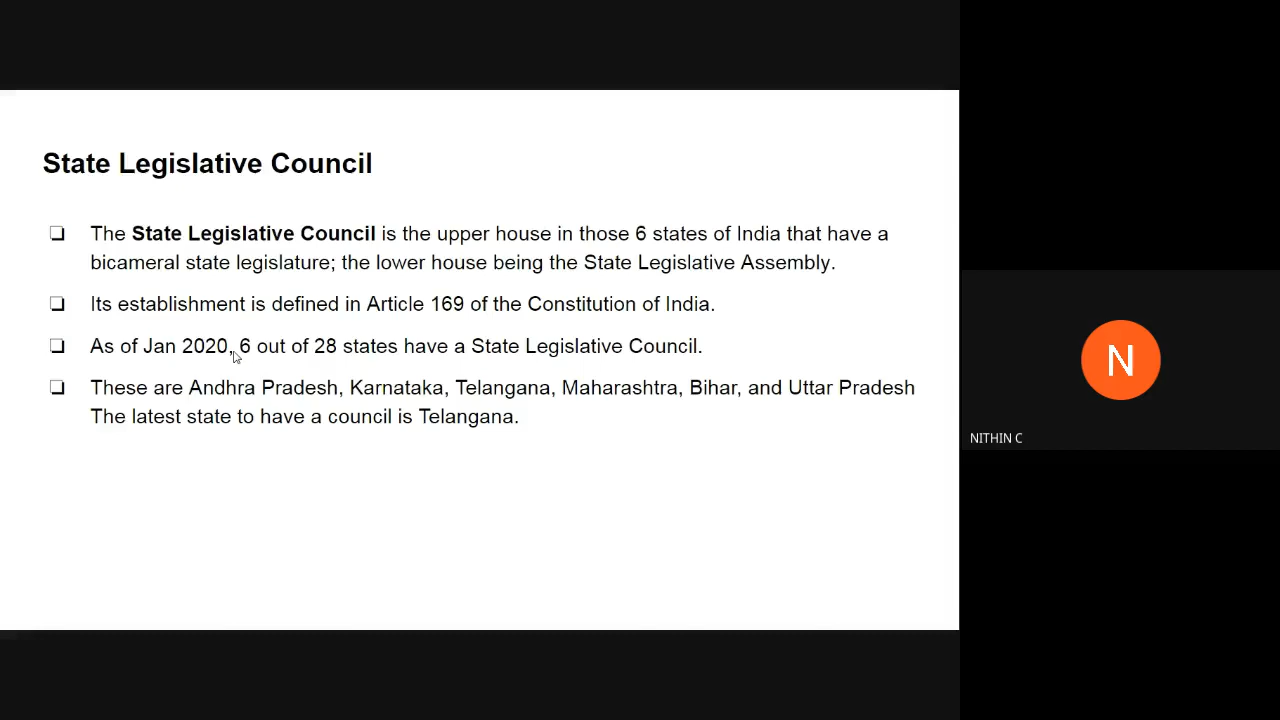 State Legislative Council
❏ The State Legislative Council is the upper house in those 6 states of India that have a
bicameral state legislature; the lower house being the State Legislative Assembly.
❏ Its establishment is defined in Article 169 of the Constitution of India.
❏ As of Jan 2020, 6 out of 28 states have a State Legislative Council.
❏ These are Andhra Pradesh, Karnataka, Telangana, Maharashtra, Bihar, and Uttar Pradesh
The latest state to have a council is Telangana.
N
NITHIN C